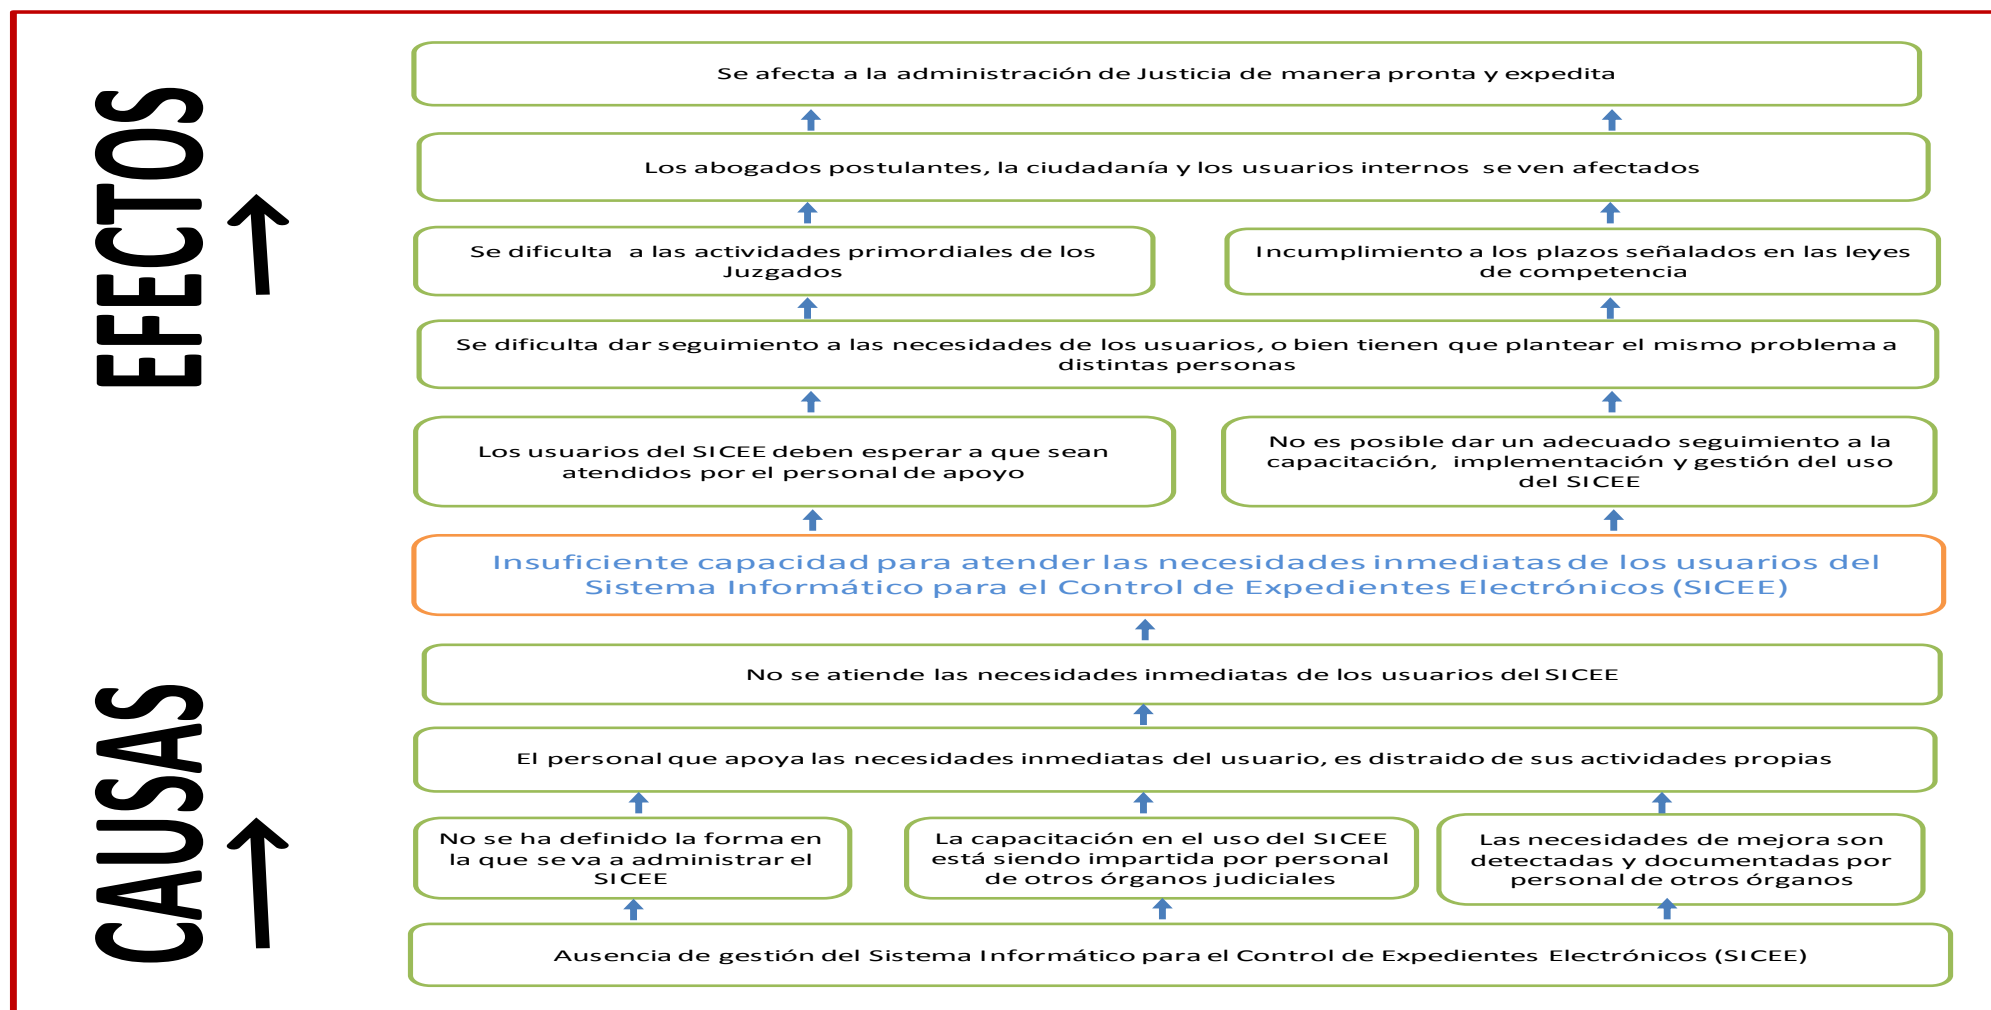 EFECTOS
Se afecta a la administración de Justicia de manera pronta y expedita
Los abogados postulantes, la ciudadanía y los usuarios internos se ven afectados
Se dificulta a las actividades primordiales de los
Juzgados
Incumplimiento a los plazos señalados en las leyes
de competencia
Se dificulta dar seguimiento a las necesidades de los usuarios, o bien tienen que plantear el mismo problema a
distintas personas
Los usuarios del SICEE deben esperar a que sean
atendidos por el personal de apoyo
No es posible dar un adecuado seguimiento a la
capacitación, implementación y gestión del uso
del SICEE
Insuficiente capacidad para atender las necesidades inmediatas de los usuarios del
Sistema Informático para el Control de Expedientes Electrónicos (SICEE)
CAUSAS
No se atiende las necesidades inmediatas de los usuarios del SICEE
El personal que apoya las necesidades inmediatas del usuario, es distraido de sus actividades propias
No se ha definido la forma en
la que se va a administrar el
SICEE
La capacitación en el uso del SICEE
está siendo impartida por personal
de otros órganos judiciales
Las necesidades de mejora son
detectadas y documentadas por
personal de otros órganos
Ausencia de gestión del Sistema Informático para el Control de Expedientes Electrónicos (SICEE)